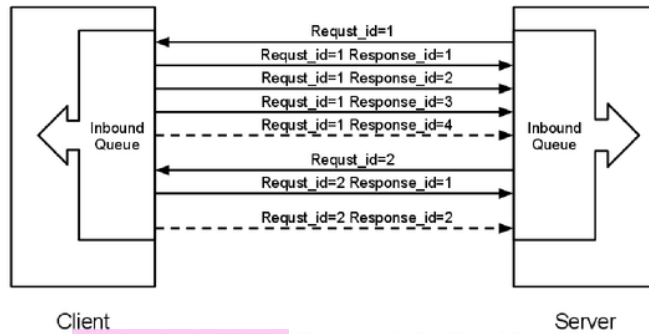 Requst_id=1
Requst_id=1 Response_id=1
Requst_id=1 Response_id=2
Requst_id=1 Response_id=3
Requst_id=1 Response_id=4
Inbound
Queue
Inbound
Queue
Requst_id=2
Requst_id=2 Response_id=1
Requst_id=2 Response_id=2
Client
Server